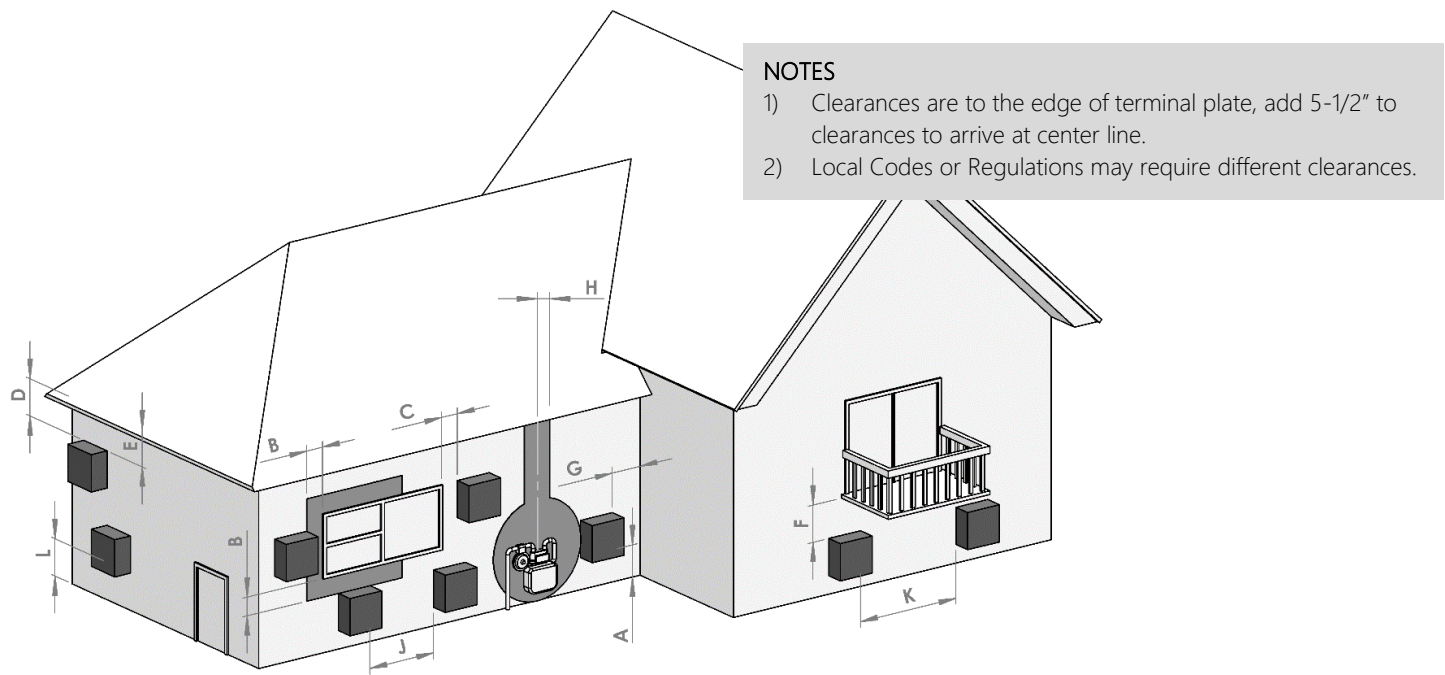 NOTES
1) Clearances are to the edge of terminal plate, add 5-1/2” to
clearances to arrive at center line.
2) Local Codes or Regulations may require different clearances.
H
D
E
C
B
G
B
L
F
K
A
J